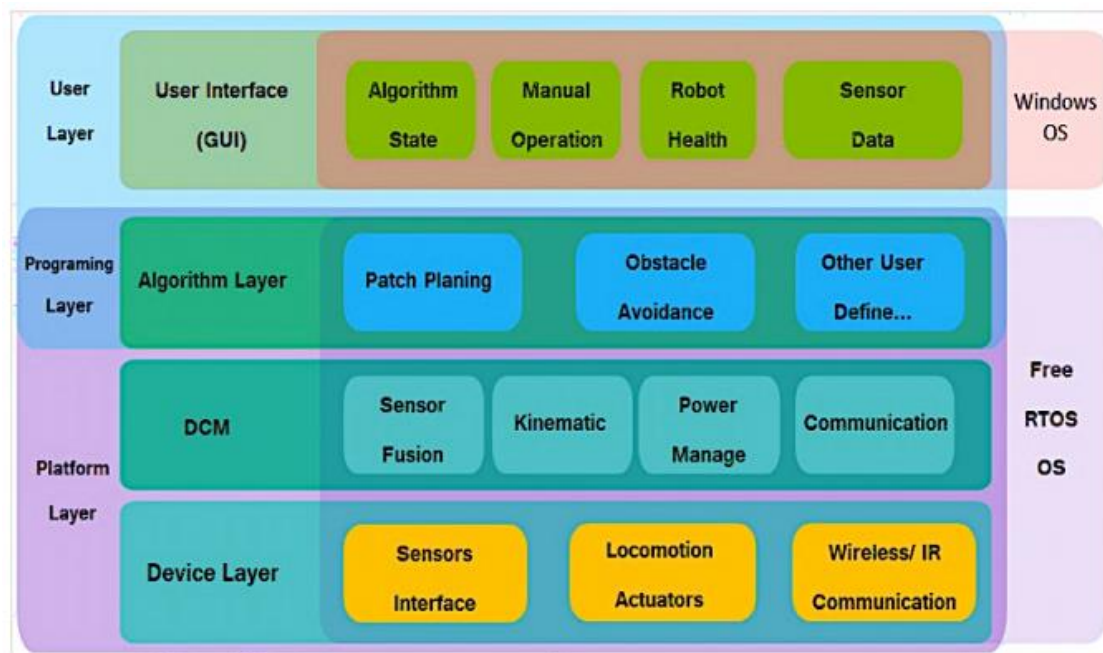 User
Layer
User Interface
(GUI)
Algorithm
State
Manual
Operation
Robot
Health
Sensor
Data
Windows
OS
Programing
Layer
Algorithm Layer
Patch Planing
Obstacle
Avoidance
Other User
Define...
Platform
Layer
DCM
Sensor
Fusion
Kinematic
Power
Manage
Communication
Device Layer
Sensors
Interface
Locomotion
Actuators
Wireless/ IR
Communication
Free
RTOS
OS